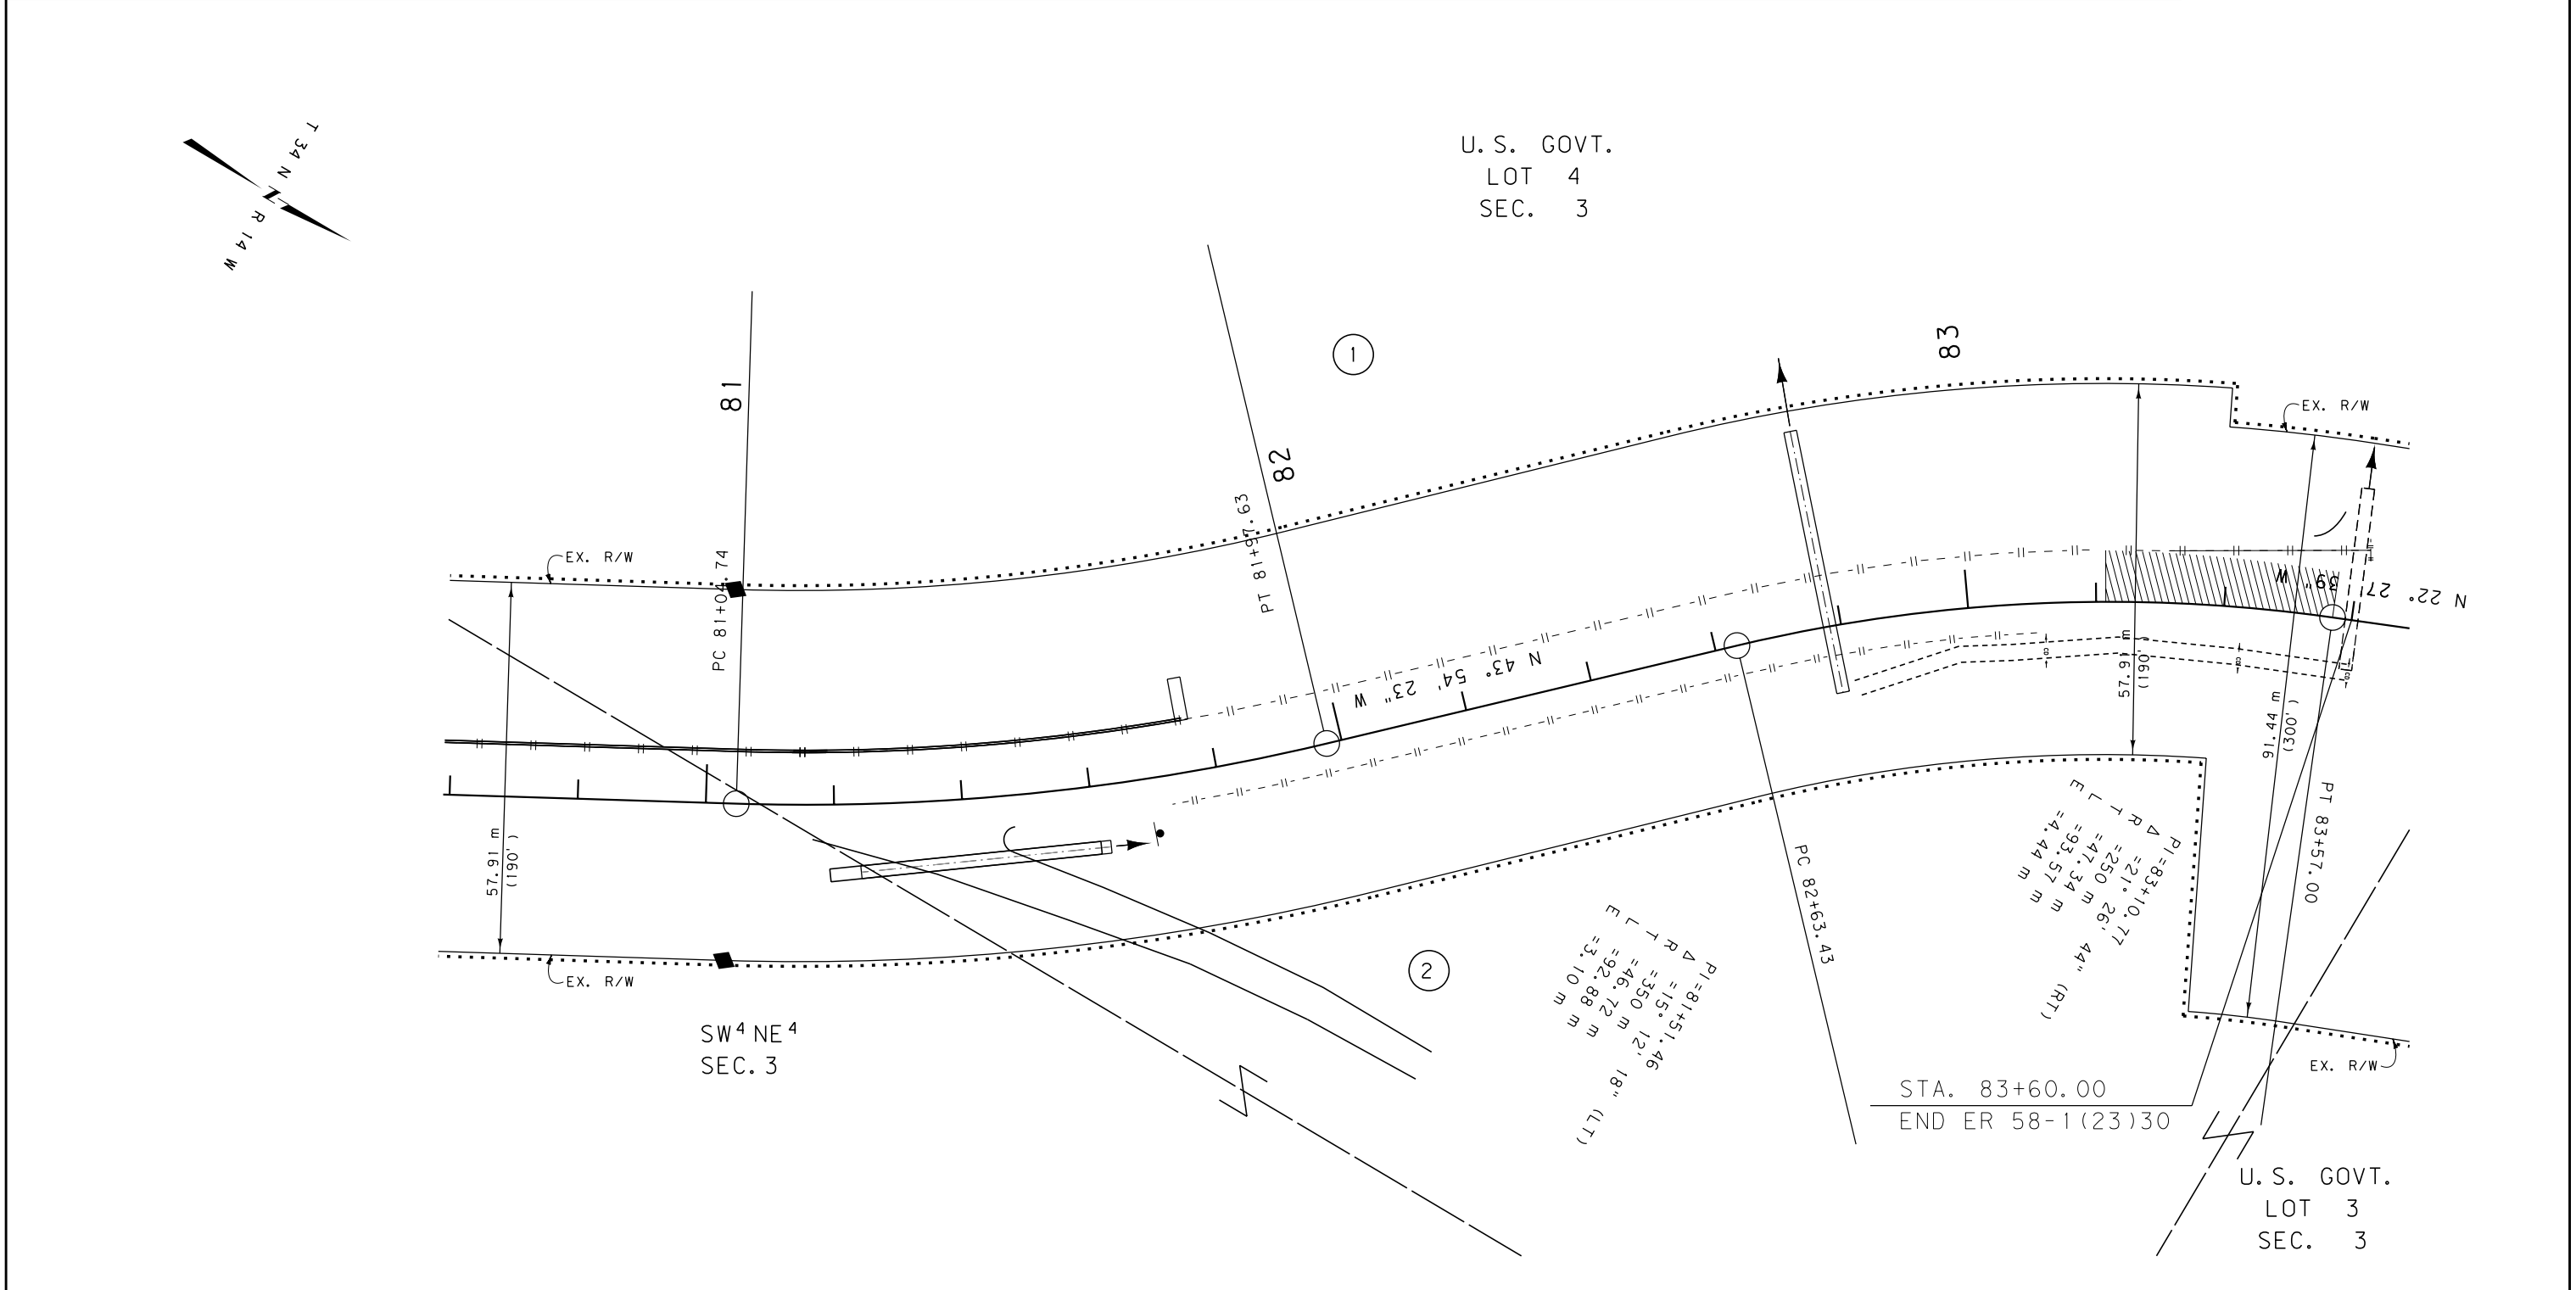 T 34 N
N
R 14 W
U.S. GOVT.
LOT 4
SEC. 3
1
81
82
83
EX. R/W
EX. R/W
PC 81+04.74
PT 81+97.63
N 43° 54' 23" W
N 22° 27' 39" W
57.91 m
(190')
57.91 m
(190')
91.44 m
(300')
PT 83+57.00
PC 82+63.43
EX. R/W
EX. R/W
2
SW4 NE4
SEC. 3
PI=81+51.46
Δ =15° 12' 18" (LT)
R =350 m
T =46.72 m
L =92.88 m
E =3.10 m
PI=83+10.77
Δ =21° 26' 44" (RT)
R =250 m
T =47.34 m
L =93.57 m
E =4.44 m
STA. 83+60.00
END ER 58-1(23)30
U.S. GOVT.
LOT 3
SEC. 3